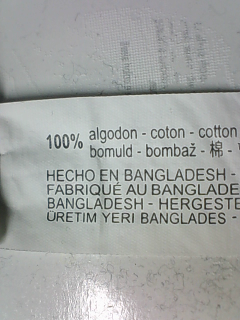 100% algodon - coton - cotton
bomuld - bombaž - 棉 -
HECHO EN BANGLADESH -
FABRIQUÉ AU BANGLADE
BANGLADESH - HERGESTE
ÜRETIM YERI BANGLADES -